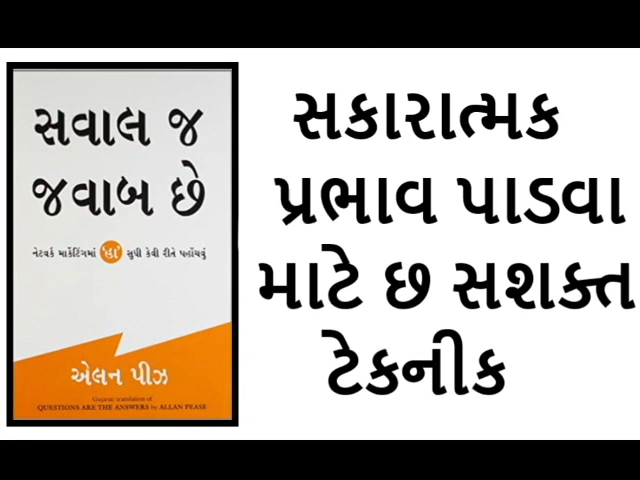 સવાલ જ
જવાબ છે
નેટવર્ક માર્કેટિંગમાં 'હા' સુધી કેવી રીતે પહોંચવું
એલન પીઝ
Gujarati translation of
QUESTIONS ARE THE ANSWERS by ALLAN PEASE
સકારાત્મક
પ્રભાવ પાડવા
માટે છ સશક્ત
ટેકનીક